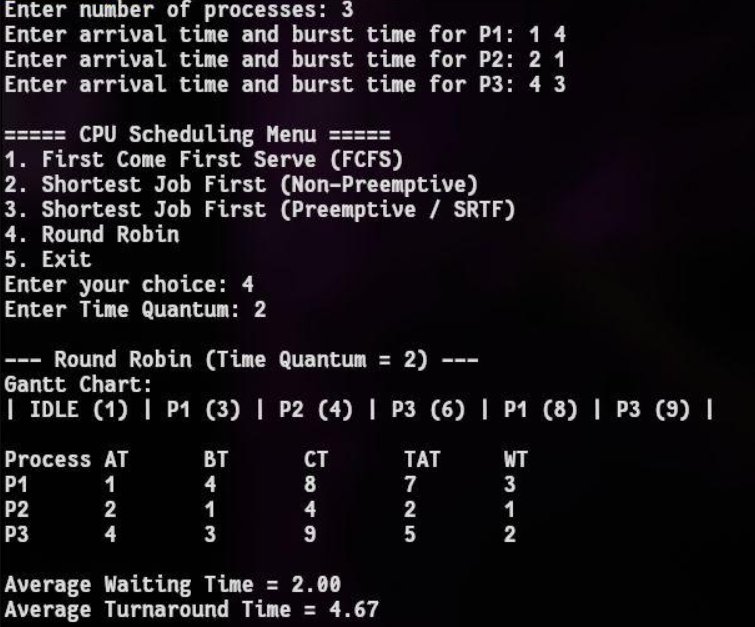 Enter number of processes: 3
Enter arrival time and burst time for P1: 1 4
Enter arrival time and burst time for P2: 2 1
Enter arrival time and burst time for P3: 4 3
===== CPU Scheduling Menu =====
1. First Come First Serve (FCFS)
2. Shortest Job First (Non-Preemptive)
3. Shortest Job First (Preemptive / SRTF)
4. Round Robin
5. Exit
Enter your choice: 4
Enter Time Quantum: 2
--- Round Robin (Time Quantum = 2) ---
Gantt Chart:
| IDLE (1) | P1 (3) | P2 (4) | P3 (6) | P1 (8) | P3 (9) |
Process AT BT CT TAT WT
P1 1 4 8 7 3
P2 2 1 4 2 1
P3 4 3 9 5 2
Average Waiting Time = 2.00
Average Turnaround Time = 4.67